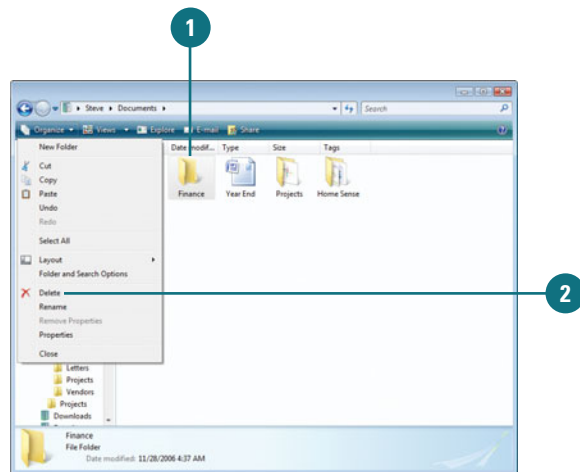 1
Steve ▸ Documents ▸
Search
Organize Views Explore E-mail Share
New Folder
Cut
Copy
Paste
Undo
Redo
Select All
Layout
Folder and Search Options
Delete
Rename
Remove Properties
Properties
Close
Date modif... Type Size Tags
Finance Year End Projects Home Sense
2
Letters
Projects
Vendors
Projects
Downloads
Finance
File Folder
Date modified: 11/28/2006 4:37 AM